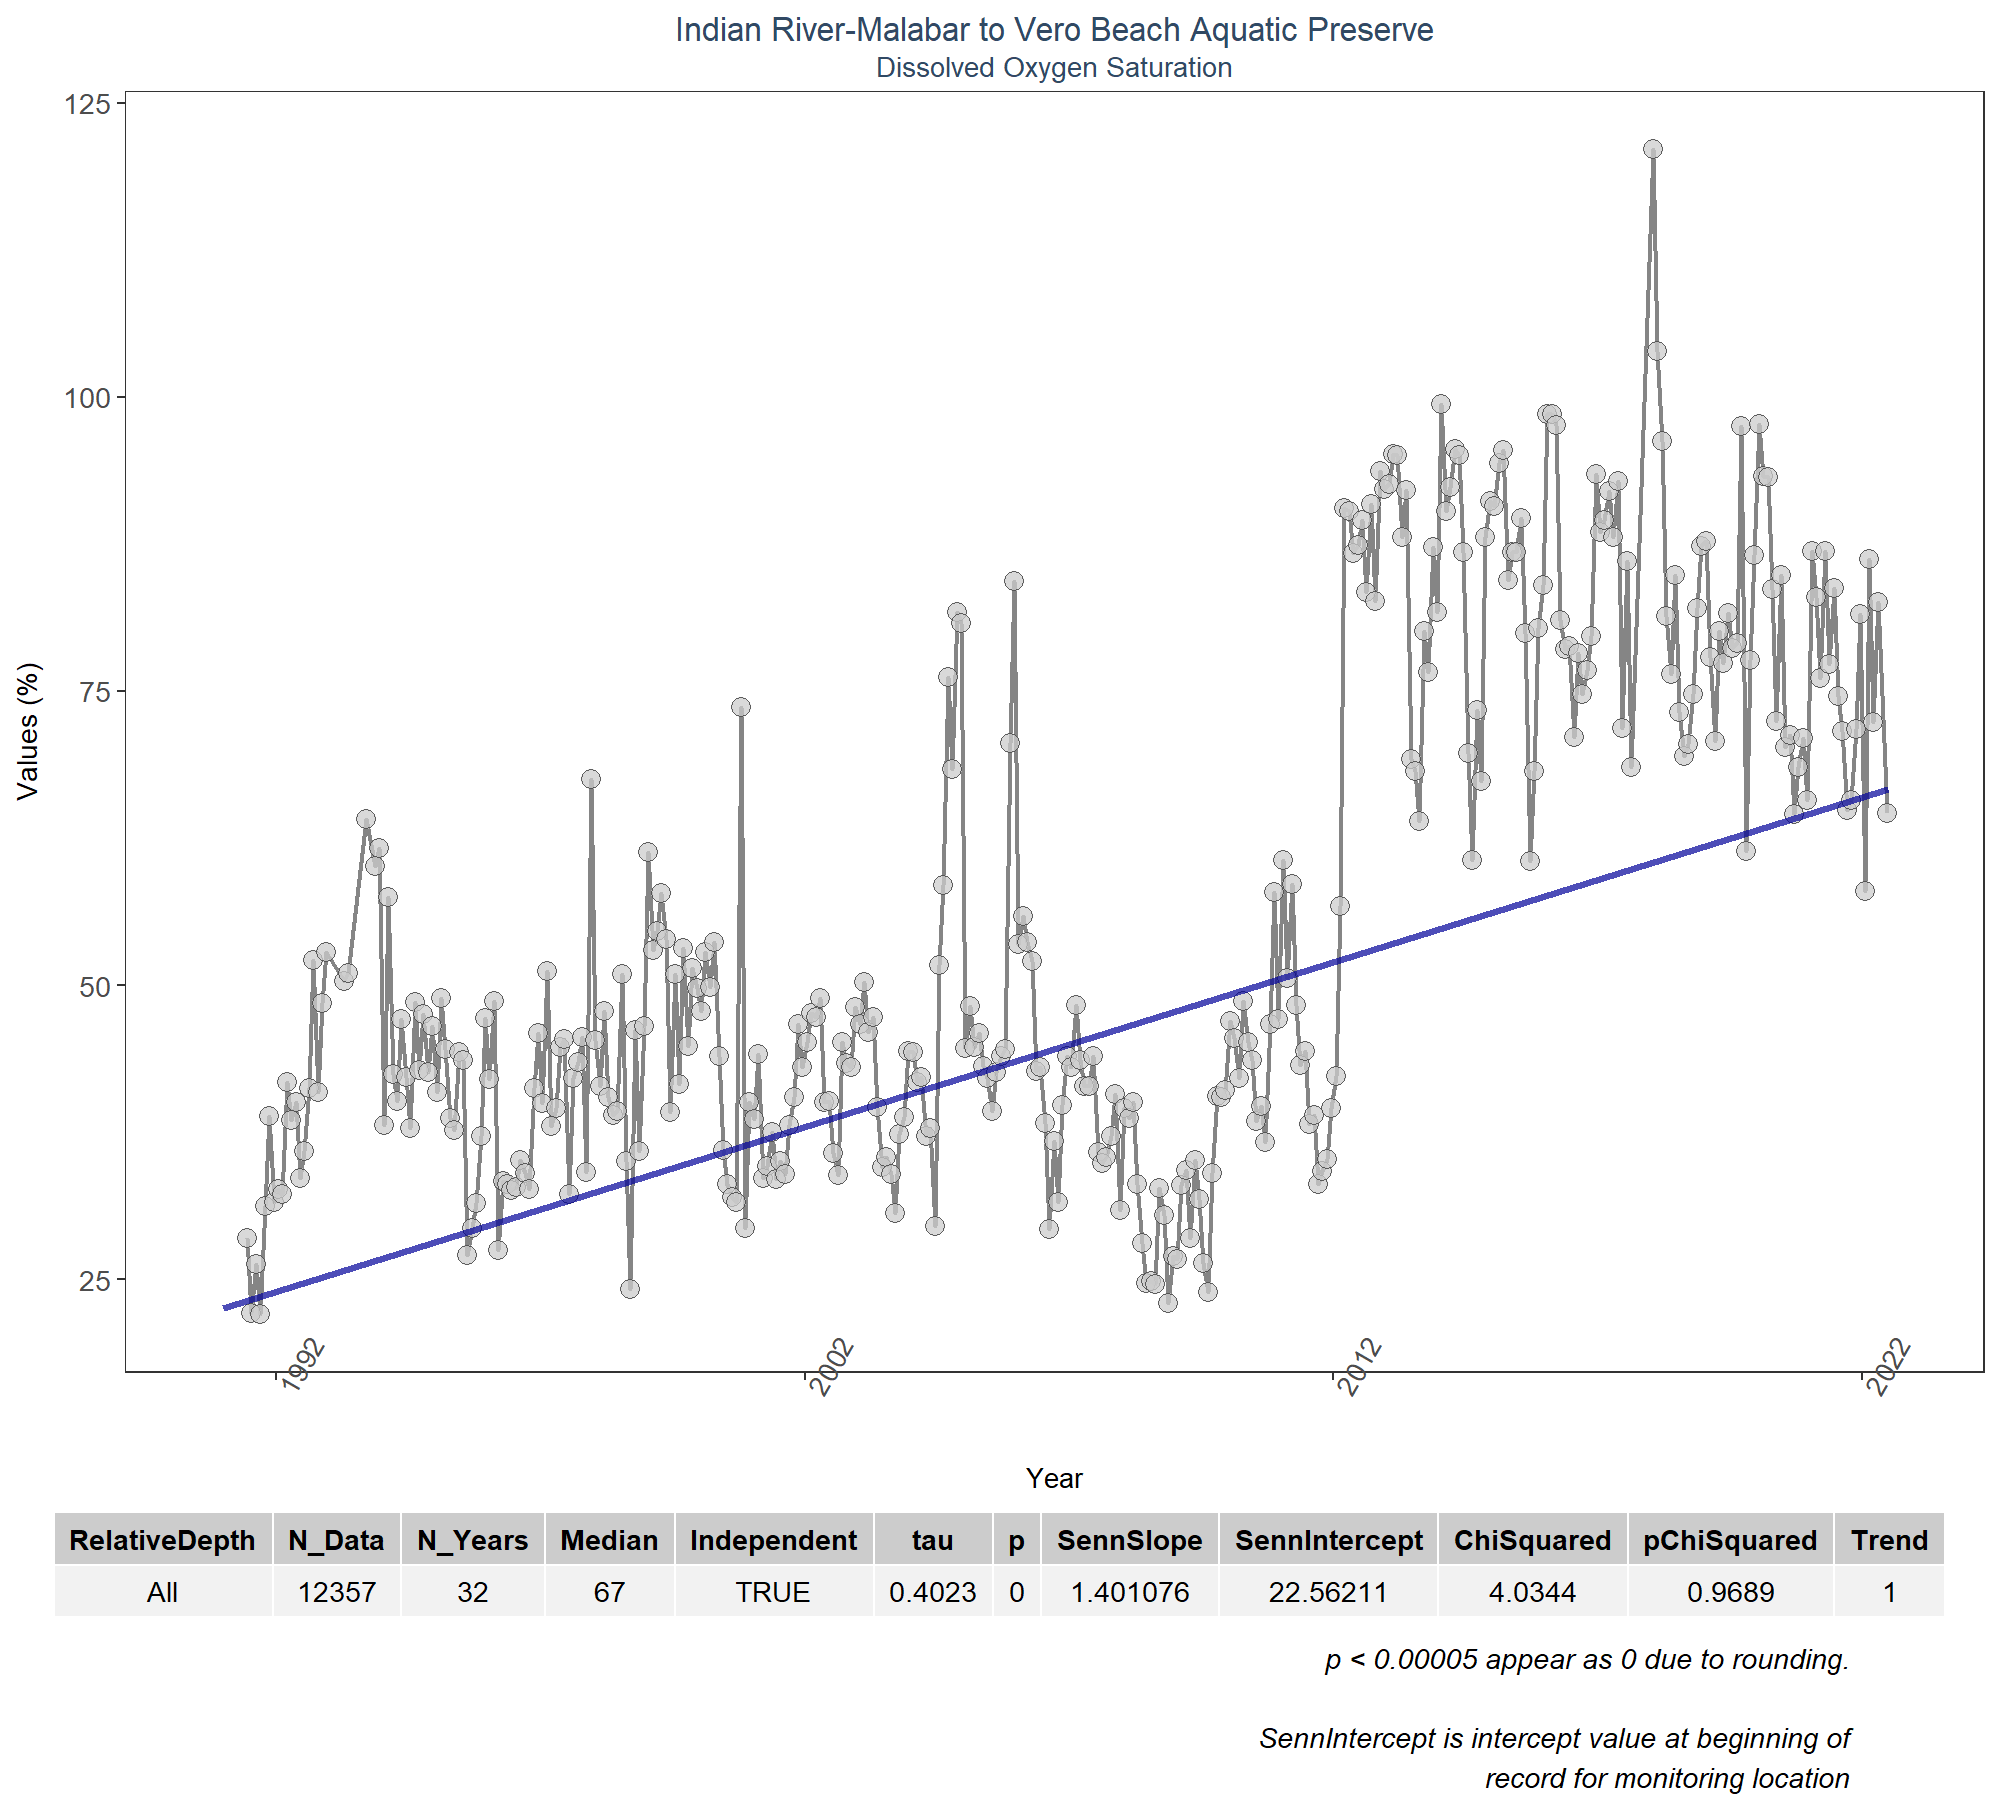 Indian River-Malabar to Vero Beach Aquatic Preserve
Dissolved Oxygen Saturation
125
100
75
50
25
Values (%)
1992
2002
2012
2022
Year
RelativeDepth N_Data N_Years Median Independent tau p SennSlope SennIntercept ChiSquared pChiSquared Trend
All 12357 32 67 TRUE 0.4023 0 1.401076 22.56211 4.0344 0.9689 1
p < 0.00005 appear as 0 due to rounding.
SennIntercept is intercept value at beginning of
record for monitoring location